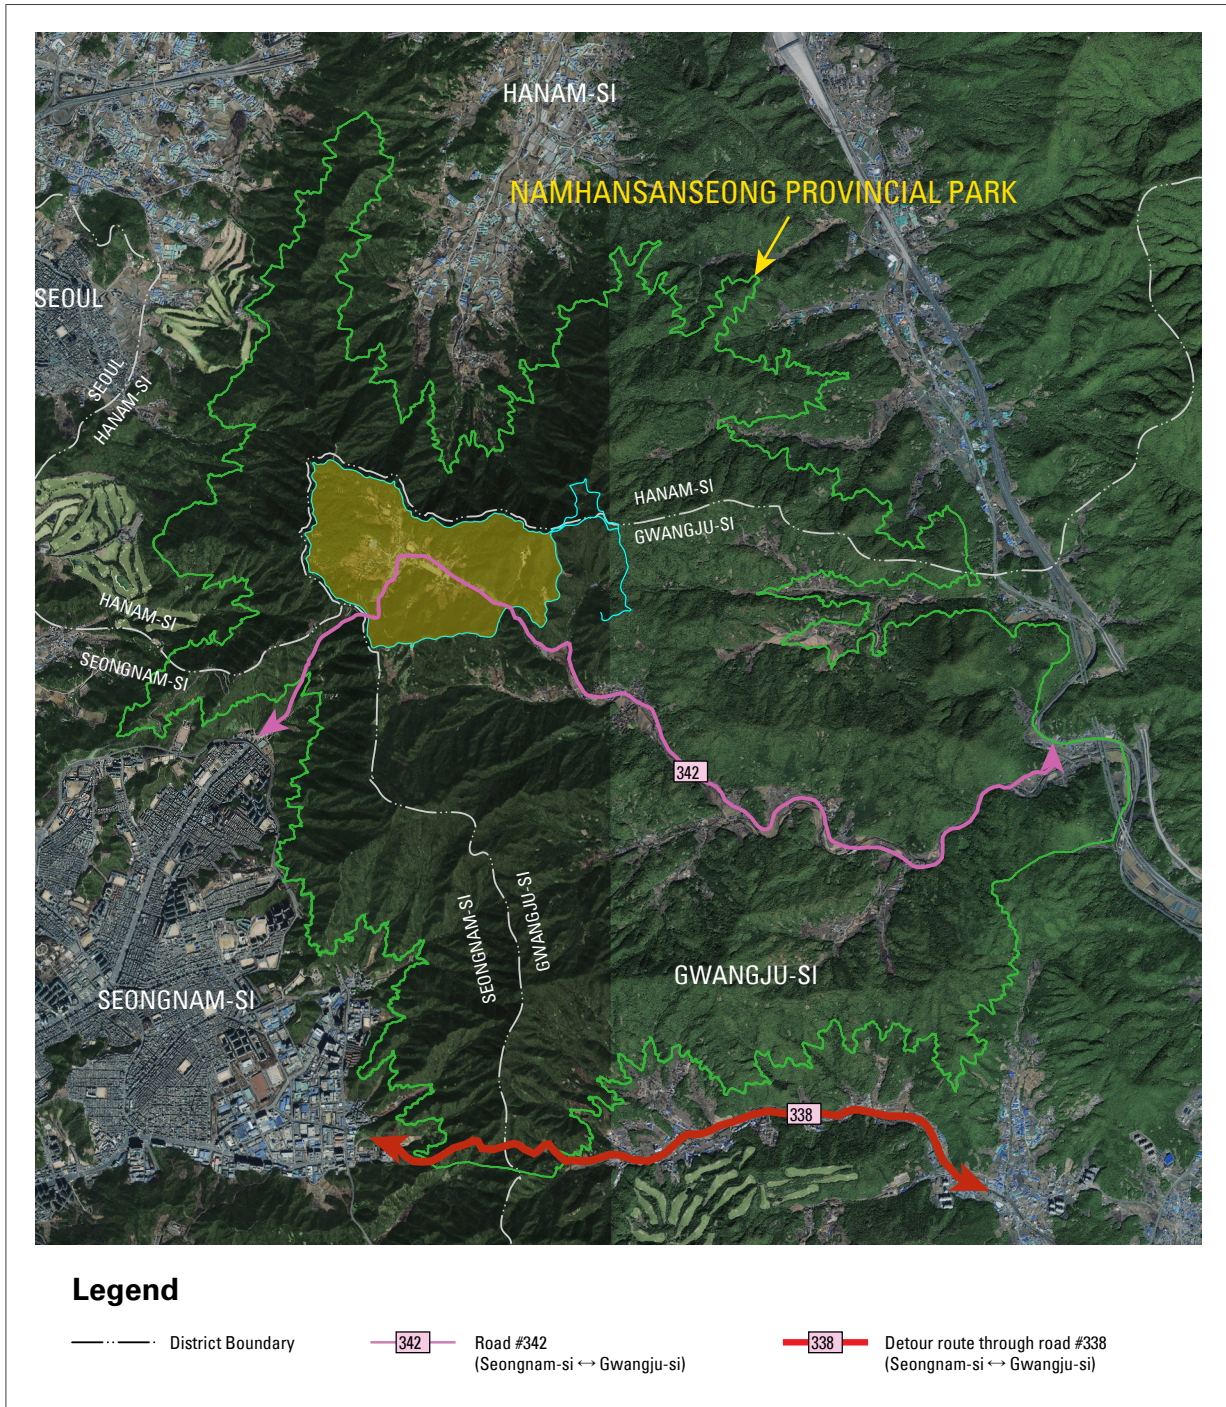 HANAM-SI
NAMHANSANSEONG PROVINCIAL PARK
SEOUL
SEOUL
HANAM-SI
HANAM-SI
GWANGJU-SI
HANAM-SI
SEONGNAM-SI
342
SEONGNAM-SI
GWANGJU-SI
GWANGJU-SI
SEONGNAM-SI
338
Legend
District Boundary
342
Road #342
(Seongnam-si ↔ Gwangju-si)
338
Detour route through road #338
(Seongnam-si ↔ Gwangju-si)